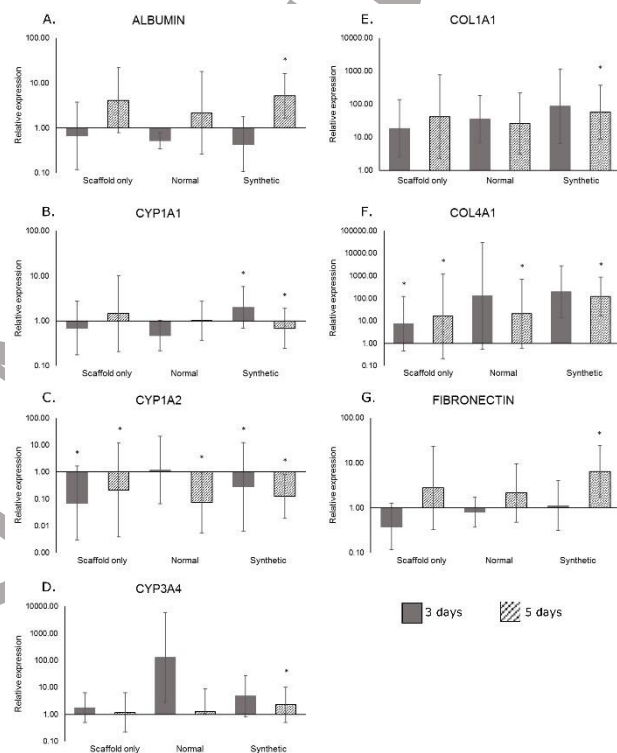 A.
ALBUMIN
100.00
10.00
1.00
0.10
Relative expression
Scaffold only Normal Synthetic
*
B.
CYP1A1
100.00
10.00
1.00
0.10
Relative expression
Scaffold only Normal Synthetic
* *
C.
CYP1A2
100.00
10.00
1.00
0.10
0.01
0.00
Relative expression
Scaffold only Normal Synthetic
* * * * *
D.
CYP3A4
10000.00
1000.00
100.00
10.00
1.00
0.10
Relative expression
Scaffold only Normal Synthetic
*
E.
COL1A1
10000.00
1000.00
100.00
10.00
1.00
Relative expression
Scaffold only Normal Synthetic
*
F.
COL4A1
100000.00
10000.00
1000.00
100.00
10.00
1.00
0.10
Relative expression
Scaffold only Normal Synthetic
* * * *
G.
FIBRONECTIN
100.00
10.00
1.00
0.10
Relative expression
Scaffold only Normal Synthetic
*
3 days 5 days